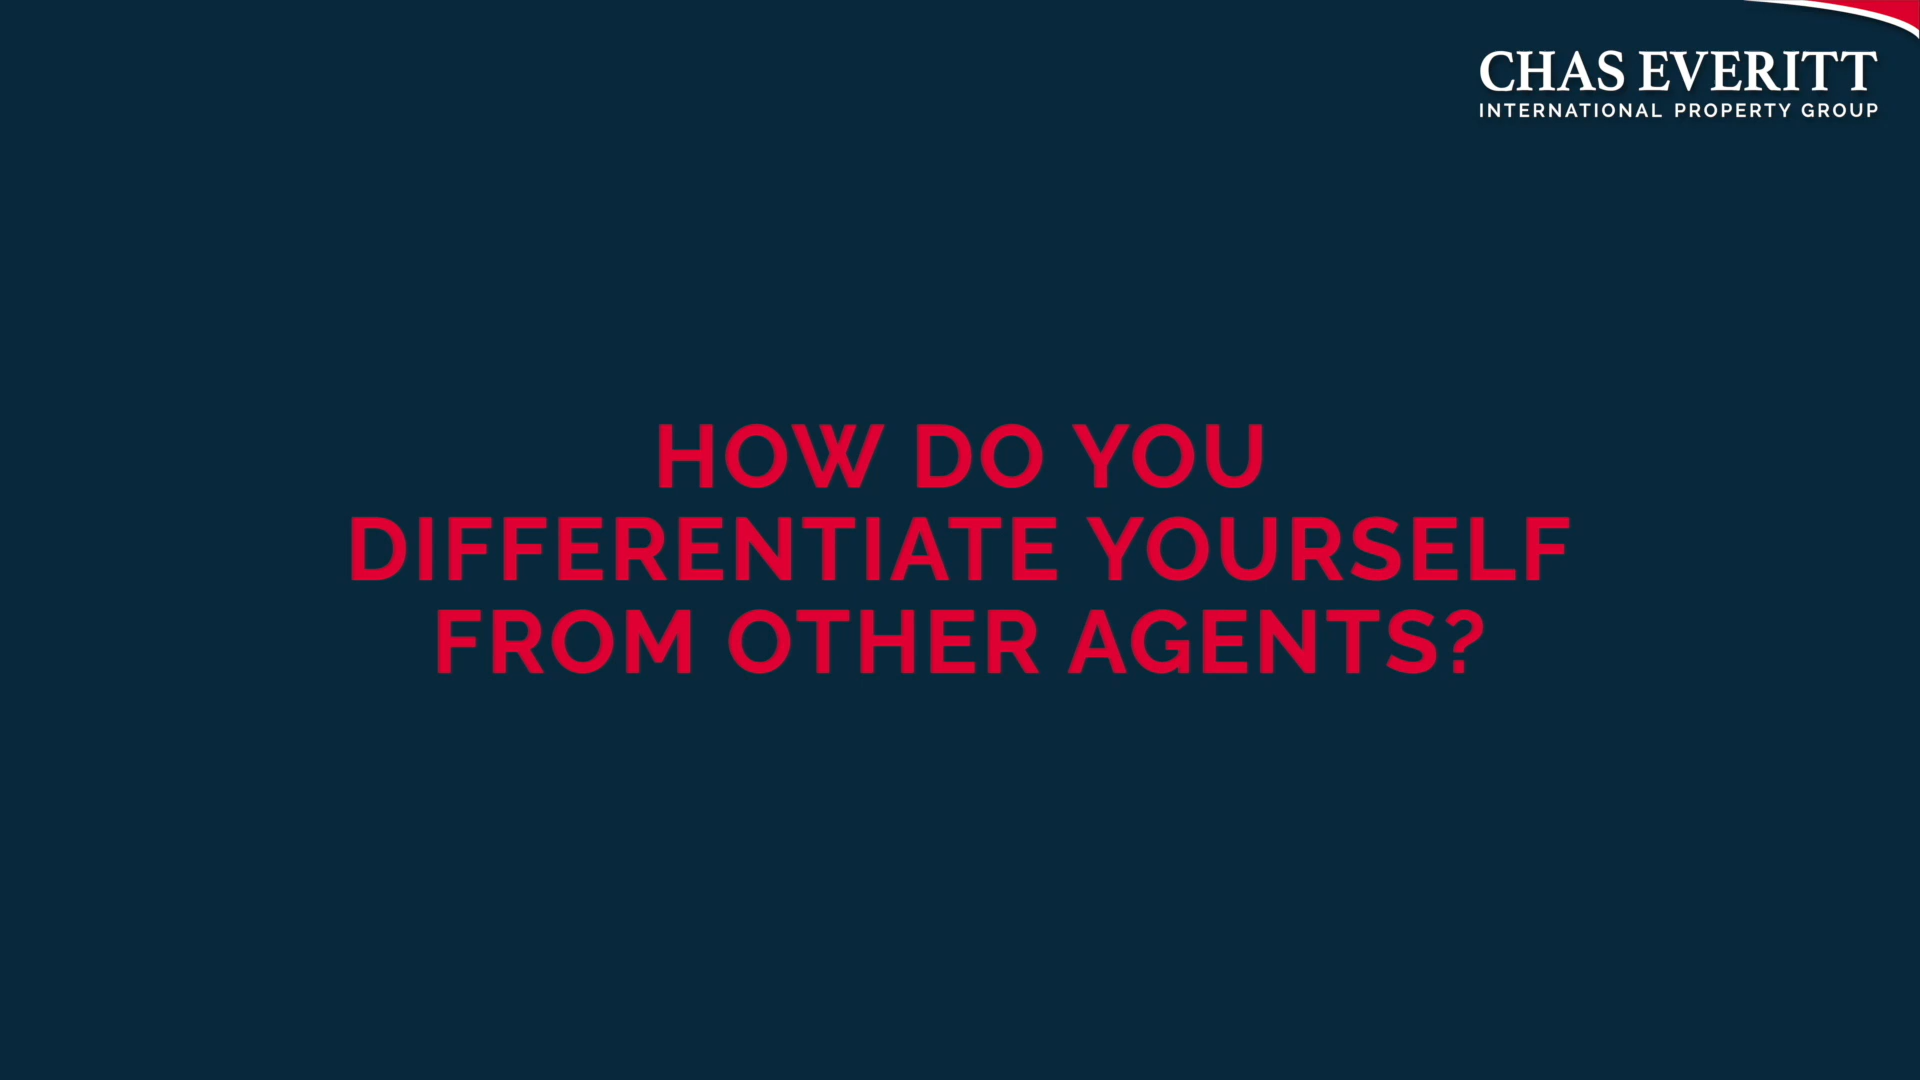 CHAS EVERITT
INTERNATIONAL PROPERTY GROUP
HOW DO YOU
DIFFERENTIATE YOURSELF
FROM OTHER AGENTS?